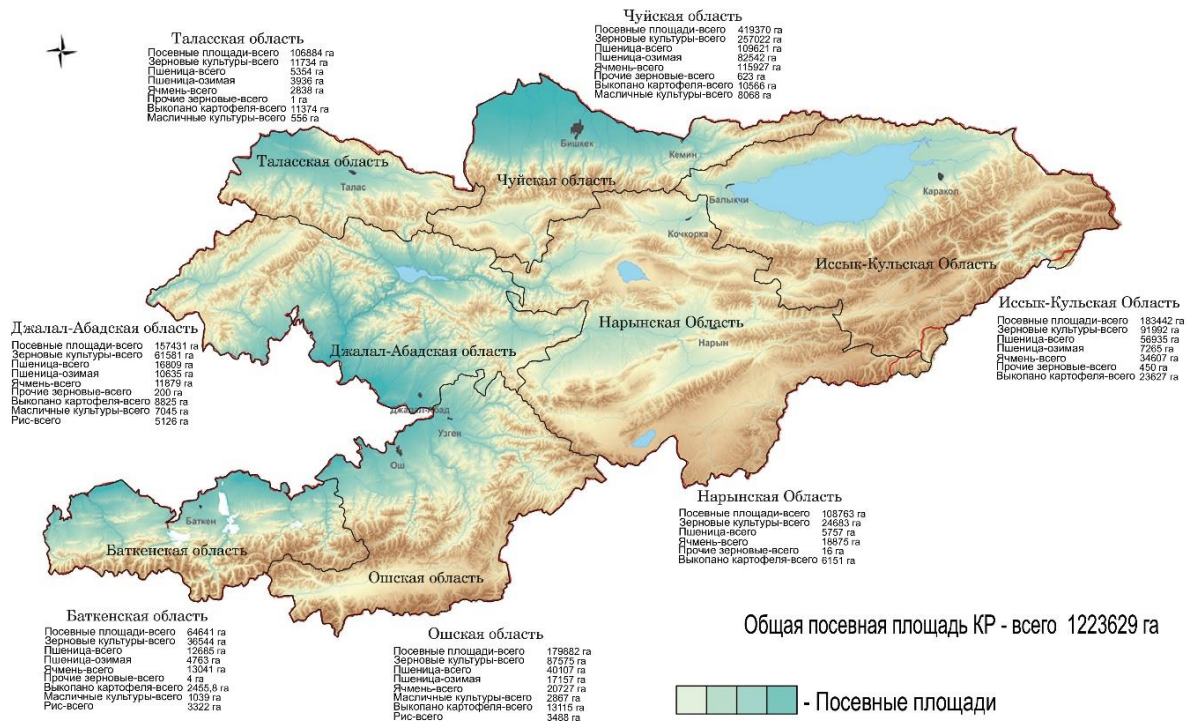 Чуйская область
Посевные площади-всего 419370 га
Зерновые культуры-всего 257022 га
Пшеница-всего 109621 га
Пшеница-озимая 82542 га
Ячмень-всего 115927 га
Прочие зерновые-всего 623 га
Выкопано картофеля-всего 10566 га
Масличные культуры-всего 8068 га
Таласская область
Посевные площади-всего 106884 га
Зерновые культуры-всего 11734 га
Пшеница-всего 5354 га
Пшеница-озимая 3936 га
Ячмень-всего 2838 га
Прочие зерновые-всего 1 га
Выкопано картофеля-всего 11374 га
Масличные культуры-всего 556 га
Таласская область
Талас
Бишкек
Кемин
Чуйская область
Балыкчи
Каракол
Кочкорка
Иссык-Кульская Область
Нарынская Область
Нарын
Джалал-Абадская область
Джалал-Абад
Узген
Ош
Баткен
Баткенская область
Ошская область
Иссык-Кульская Область
Посевные площади-всего 183442 га
Зерновые культуры-всего 91992 га
Пшеница-всего 56935 га
Пшеница-озимая 7265 га
Ячмень-всего 34607 га
Прочие зерновые-всего 450 га
Выкопано картофеля-всего 23627 га
Джалал-Абадская область
Посевные площади-всего 157431 га
Зерновые культуры-всего 61581 га
Пшеница-всего 16809 га
Пшеница-озимая 10635 га
Ячмень-всего 11879 га
Прочие зерновые-всего 200 га
Выкопано картофеля-всего 8825 га
Масличные культуры-всего 7045 га
Рис-всего 5126 га
Нарынская Область
Посевные площади-всего 108763 га
Зерновые культуры-всего 24683 га
Пшеница-всего 5757 га
Ячмень-всего 18875 га
Прочие зерновые-всего 16 га
Выкопано картофеля-всего 6151 га
Баткенская область
Посевные площади-всего 64641 га
Зерновые культуры-всего 36544 га
Пшеница-всего 12685 га
Пшеница-озимая 4763 га
Ячмень-всего 13041 га
Прочие зерновые-всего 4 га
Выкопано картофеля-всего 2455,8 га
Масличные культуры-всего 1039 га
Рис-всего 3322 га
Ошская область
Посевные площади-всего 179882 га
Зерновые культуры-всего 87575 га
Пшеница-всего 40107 га
Пшеница-озимая 17157 га
Ячмень-всего 20727 га
Масличные культуры-всего 2867 га
Выкопано картофеля-всего 13115 га
Рис-всего 3488 га
Общая посевная площадь КР - всего 1223629 га
- Посевные площади